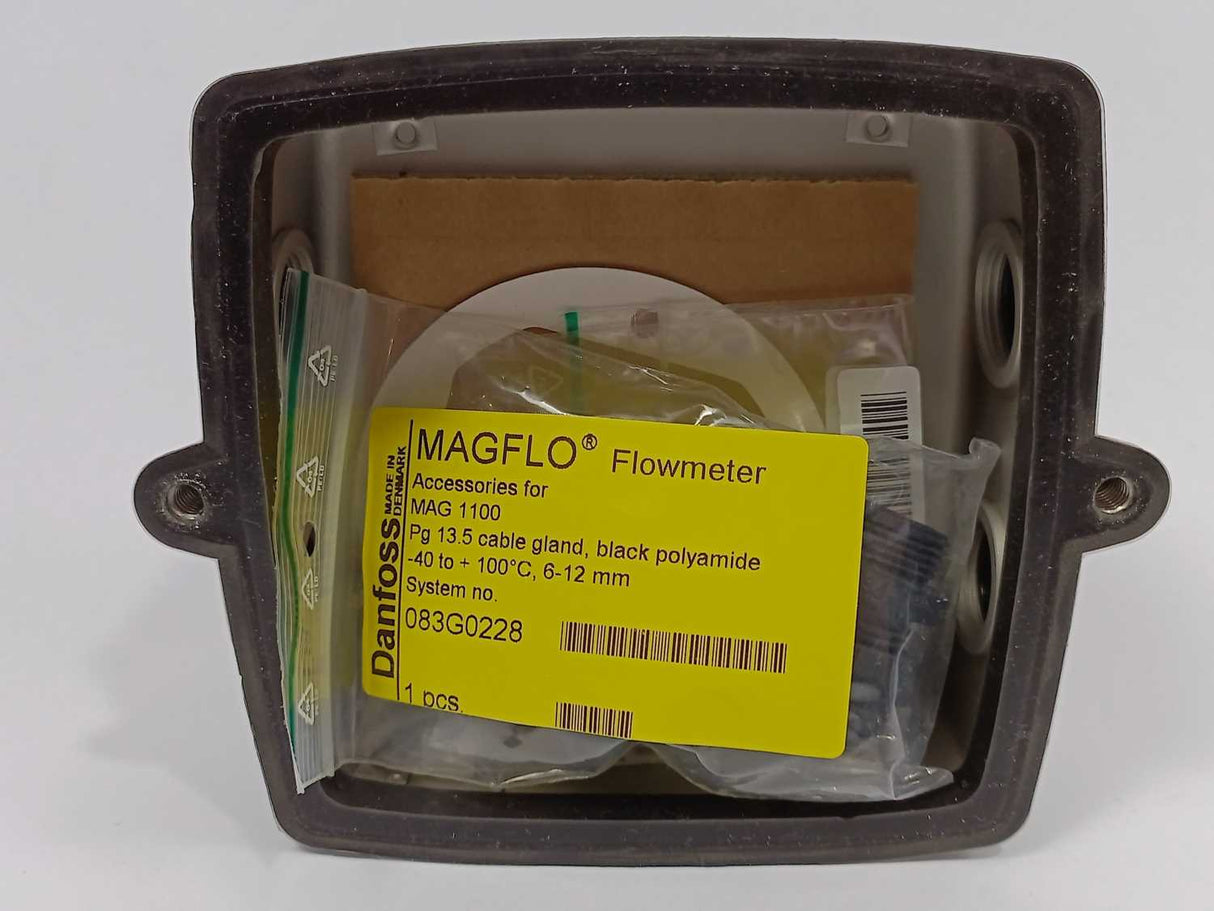 MAGFLO® Flowmeter
Accessories for
MAG 1100
Pg 13.5 cable gland, black polyamide
-40 to + 100°C, 6-12 mm
System no.
083G0228
1 pcs.
Danfoss
MADE IN
DENMARK